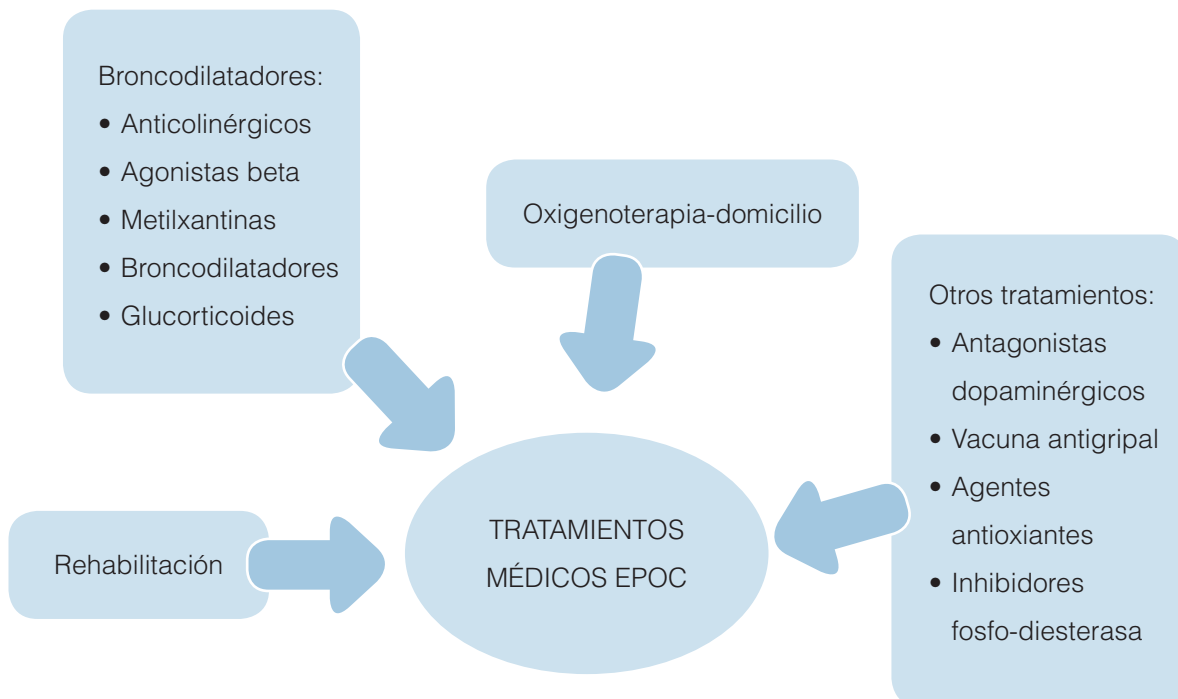 Broncodilatadores:
• Anticolinérgicos
• Agonistas beta
• Metilxantinas
• Broncodilatadores
• Glucorticoides
Oxigenoterapia-domicilio
Otros tratamientos:
• Antagonistas
dopaminérgicos
• Vacuna antigripal
• Agentes
antioxiantes
• Inhibidores
fosfo-diesterasa
Rehabilitación
TRATAMIENTOS
MÉDICOS EPOC